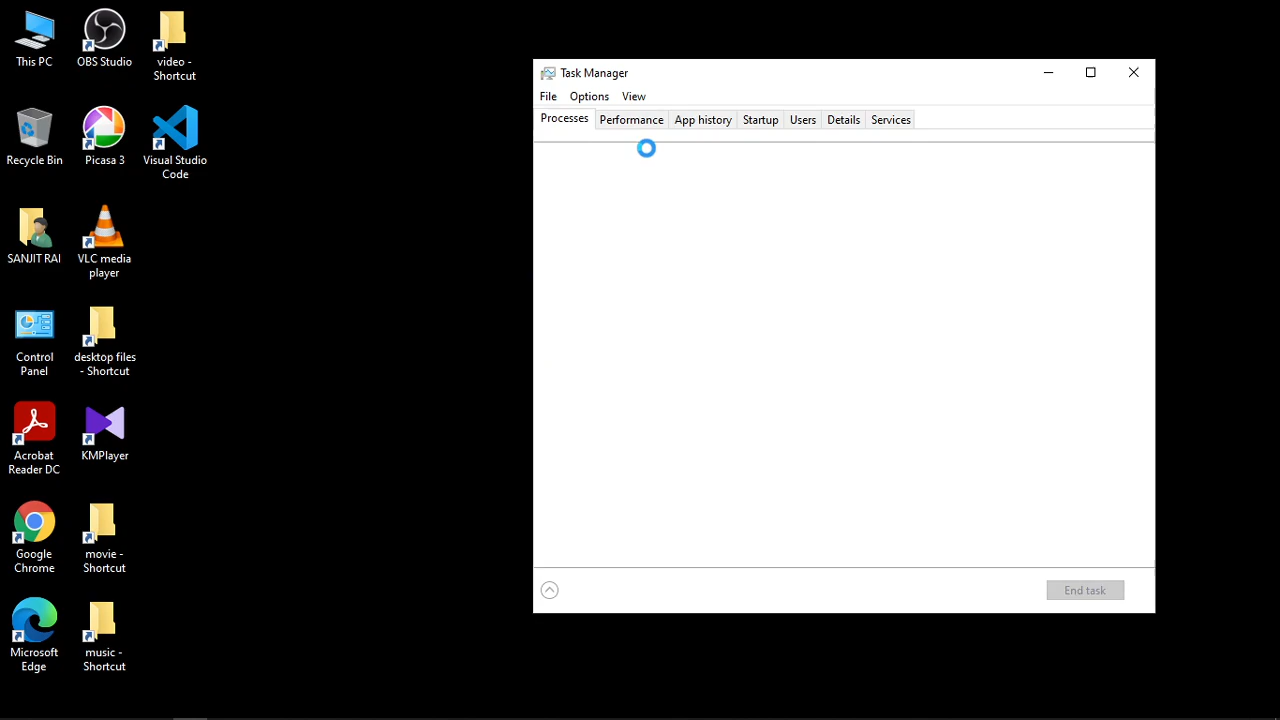 This PC
OBS Studio
video -
Shortcut
Recycle Bin
Picasa 3
Visual Studio
Code
SANJIT RAI
VLC media
player
Control
Panel
desktop files
- Shortcut
Acrobat
Reader DC
KMPlayer
Google
Chrome
movie -
Shortcut
Microsoft
Edge
music -
Shortcut
Task Manager
File Options View
Processes Performance App history Startup Users Details Services
End task